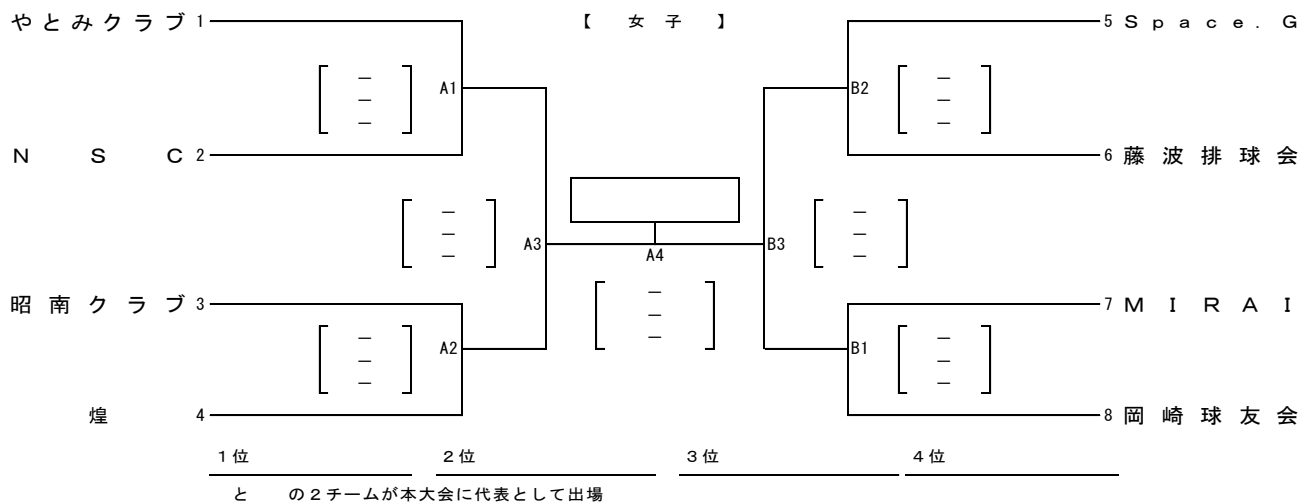 やとみクラブ 1 【 女 子 】 5 Space.G
[ － － － ] A1 B2 [ － － － ]
NSC 2 6 藤波排球会
[ － － － ] A3 A4 B3 [ － － － ]
昭南クラブ 3 [ － － － ] 7 MIRAI
[ － － － ] A2 B1 [ － － － ]
煌 4 8 岡崎球友会
1位 2位 3位 4位
と の2チームが本大会に代表として出場